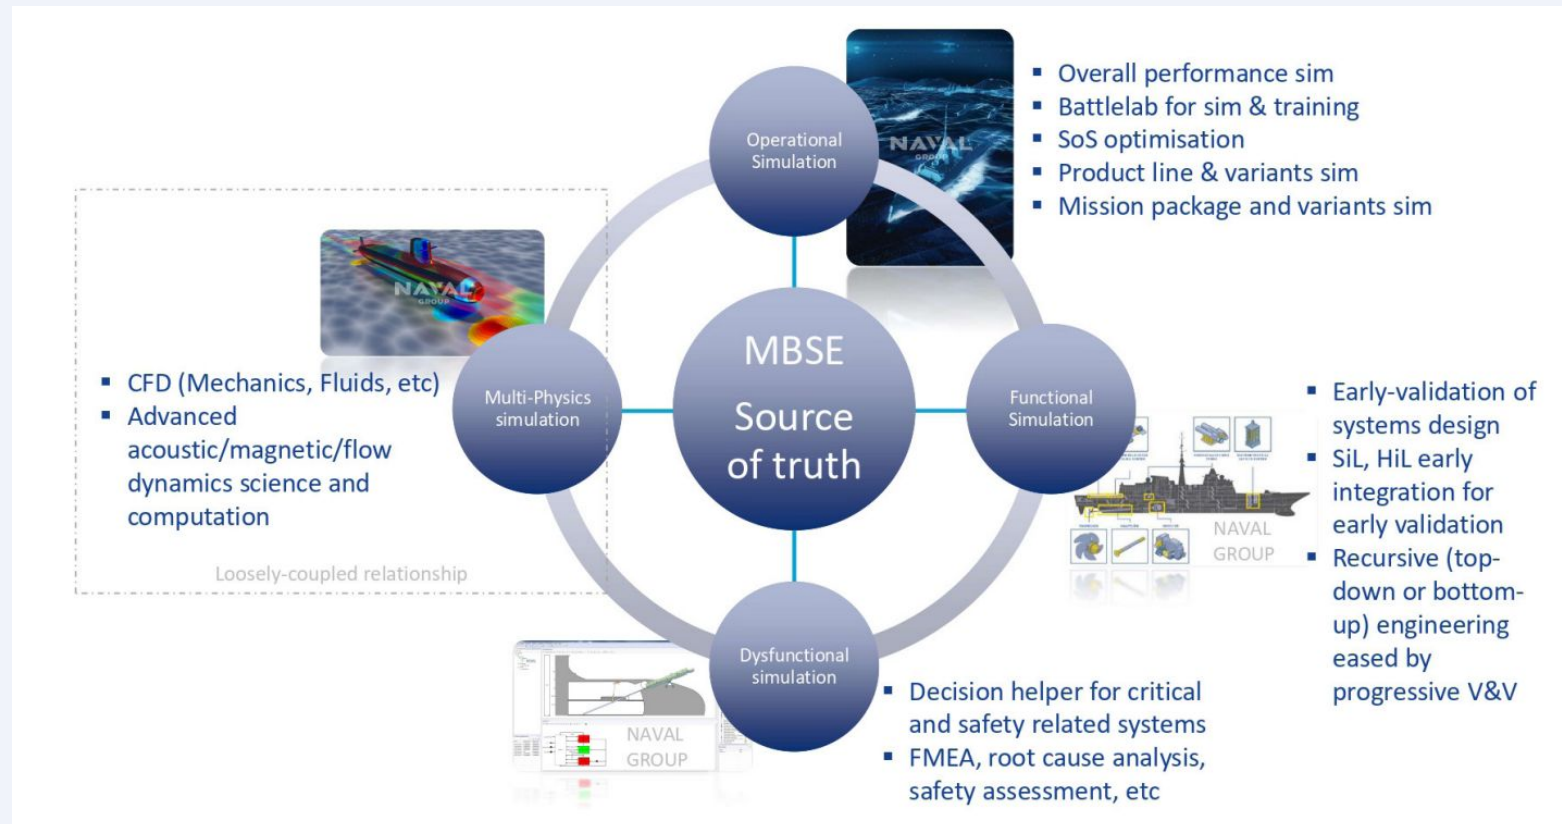 Operational
Simulation
NAVAL
GROUP
▪ Overall performance sim
▪ Battlelab for sim & training
▪ SoS optimisation
▪ Product line & variants sim
▪ Mission package and variants sim
NAVAL
GROUP
▪ CFD (Mechanics, Fluids, etc)
▪ Advanced
acoustic/magnetic/flow
dynamics science and
computation
Loosely-coupled relationship
Multi-Physics
simulation
MBSE
Source
of truth
Functional
Simulation
NAVAL
GROUP
▪ Early-validation of
systems design
▪ SiL, HiL early
integration for
early validation
▪ Recursive (top-
down or bottom-
up) engineering
eased by
progressive V&V
Dysfunctional
simulation
NAVAL
GROUP
▪ Decision helper for critical
and safety related systems
▪ FMEA, root cause analysis,
safety assessment, etc